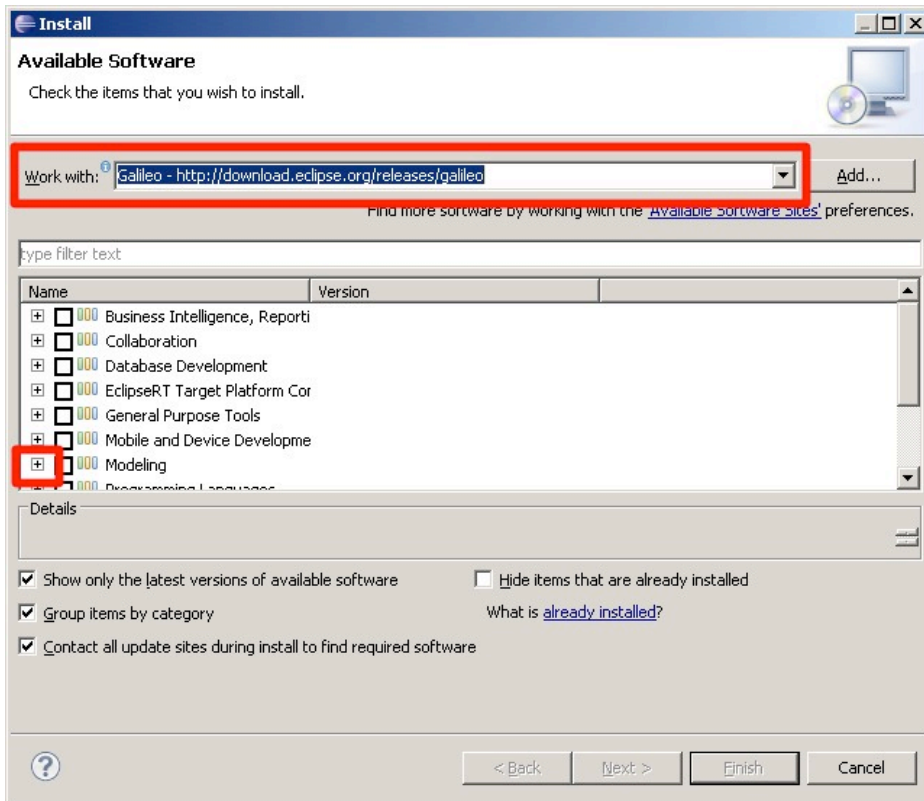 Install
Available Software
Check the items that you wish to install.
Work with: Galileo - http://download.eclipse.org/releases/galileo Add...
Find more software by working with the 'Available Software Sites' preferences.
type filter text
Name Version
Business Intelligence, Reporti
Collaboration
Database Development
EclipseRT Target Platform Cor
General Purpose Tools
Mobile and Device Developme
Modeling
Programming Languages
Details
Show only the latest versions of available software Hide items that are already installed
Group items by category What is already installed?
Contact all update sites during install to find required software
? < Back Next > Finish Cancel